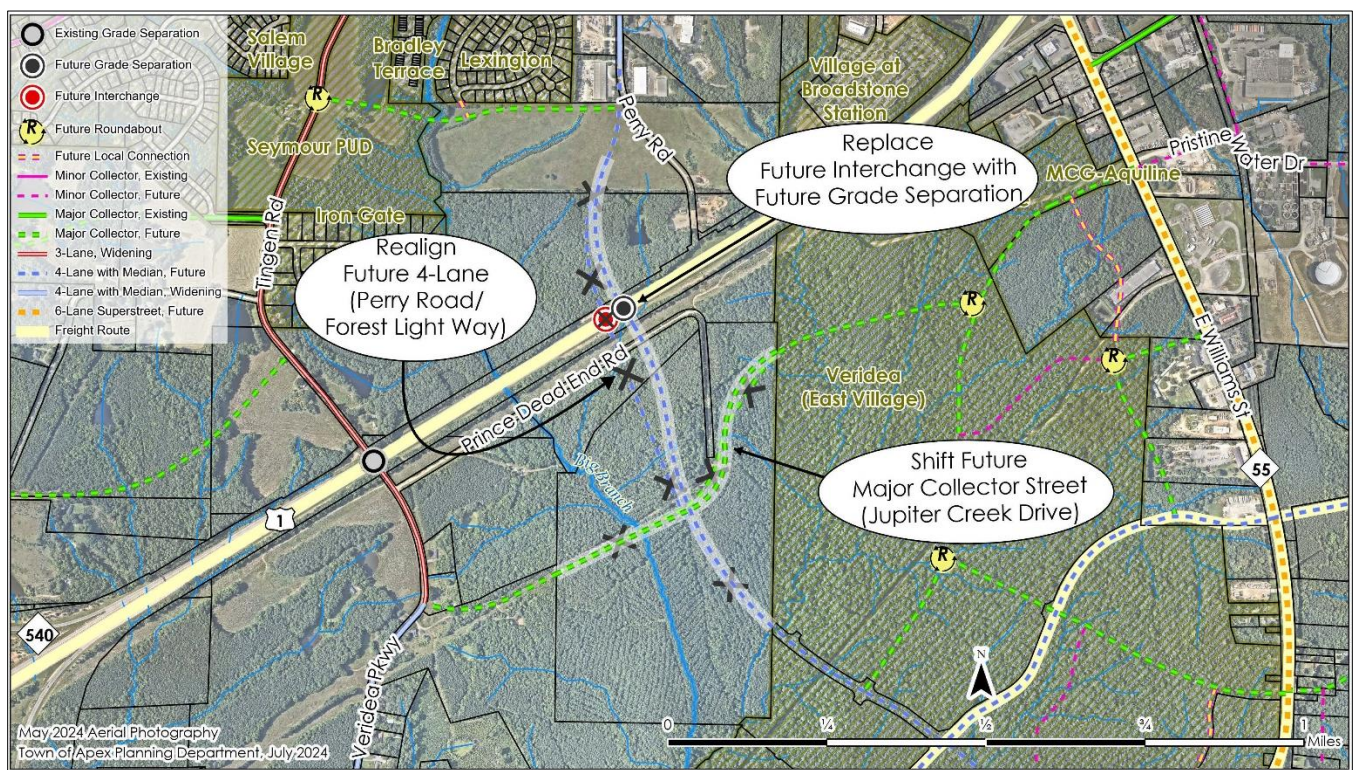 Existing Grade Separation
Future Grade Separation
Future Interchange
R
Future Roundabout
Future Local Connection
Minor Collector, Existing
Minor Collector, Future
Major Collector, Existing
Major Collector, Future
3-Lane, Widening
4-Lane with Median, Future
4-Lane with Median, Widening
6-Lane Superstreet, Future
Freight Route
Salem
Village
Bradley
Terrace
Lexington
R
Seymour PUD
Iron Gate
Tingen Rd
Perry Rd
Village at
Broadstone
Station
Replace
Future Interchange with
Future Grade Separation
MCG-Aquiline
Pristine
Water Dr
Realign
Future 4-Lane
(Perry Road/
Forest Light Way)
Prince Dead End Rd
R
R
Veridea
(East Village)
E Williams St
55
Shift Future
Major Collector Street
(Jupiter Creek Drive)
R
1
540
Veridea Pkwy
N
0
¼
½
¾
1
Miles
May 2024 Aerial Photography
Town of Apex Planning Department, July 2024